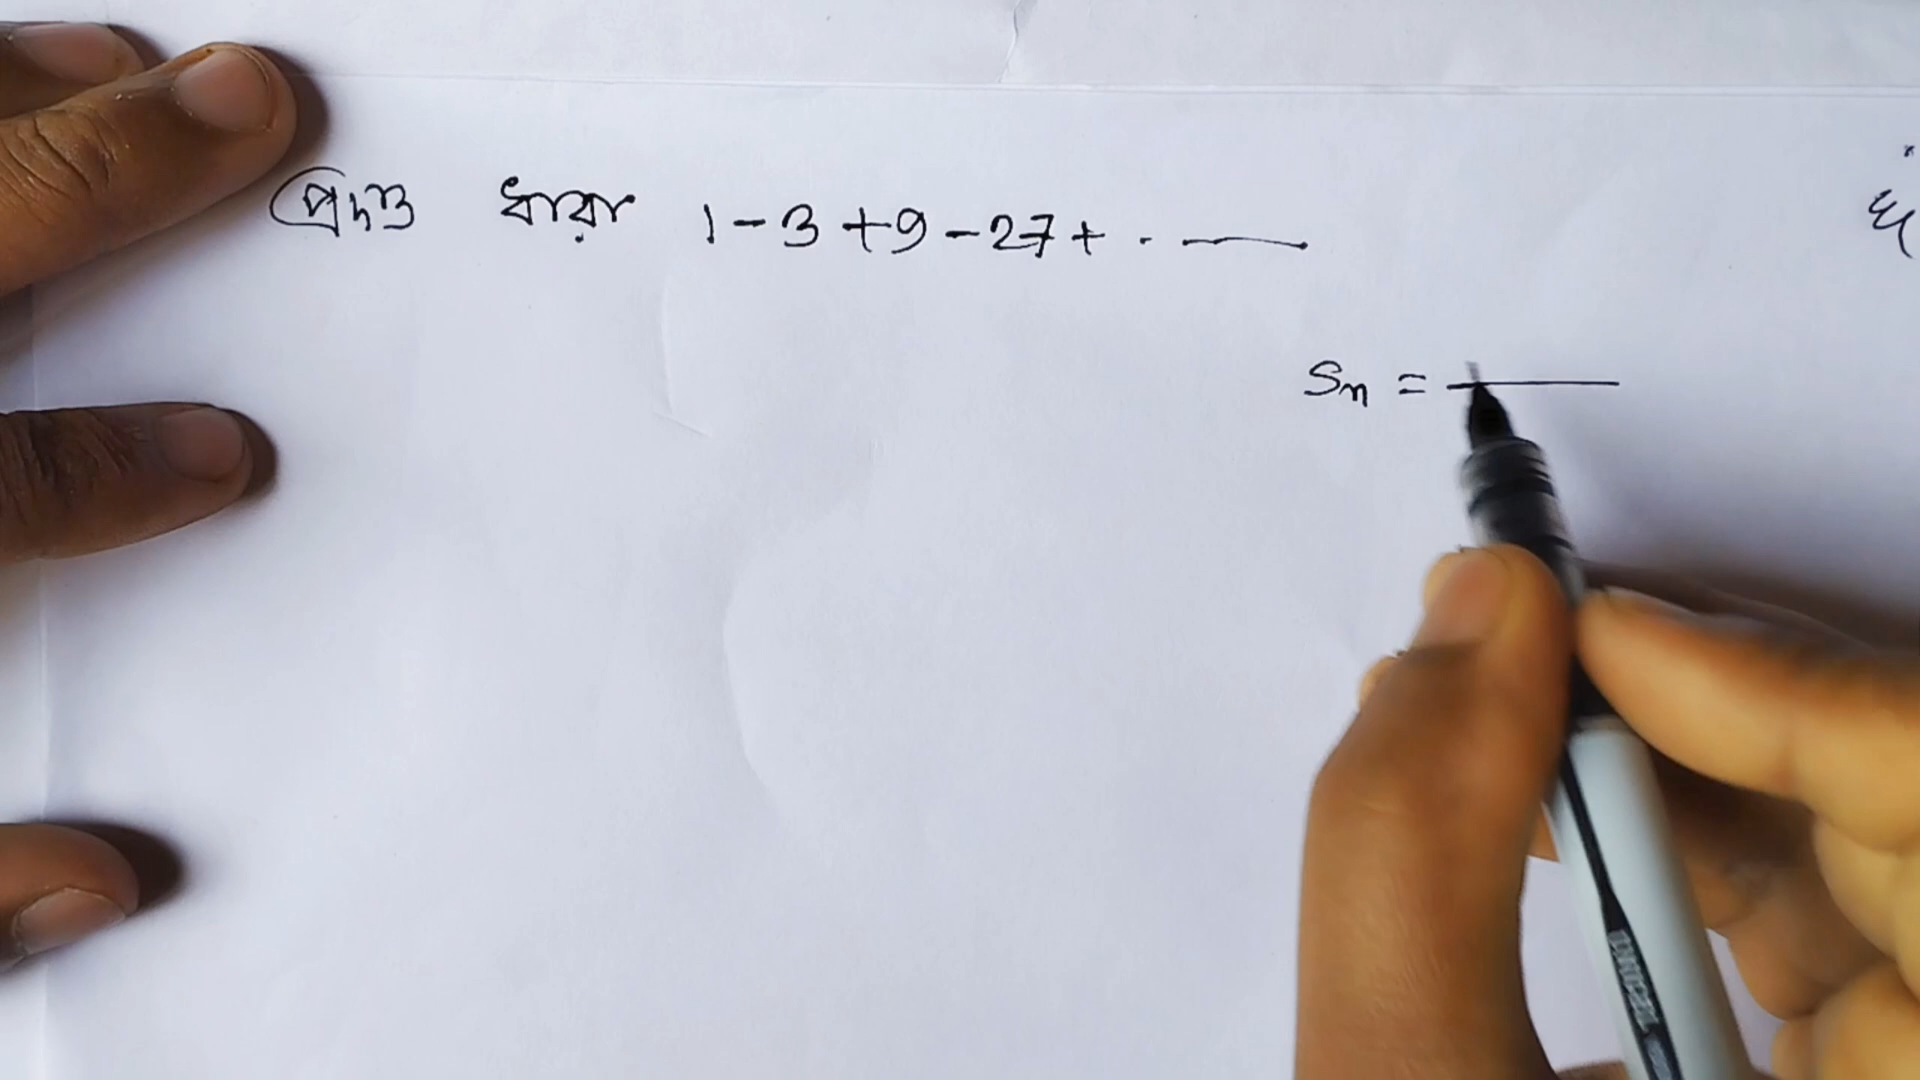 প্রদত্ত ধারা 1-3+9-27+ . —
Sn = —